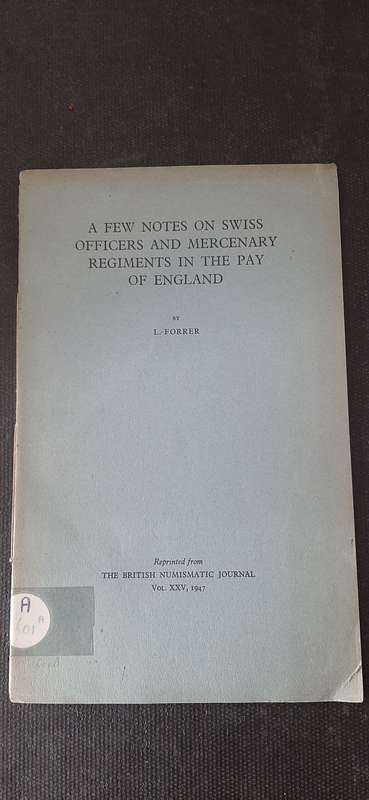 A FEW NOTES ON SWISS
OFFICERS AND MERCENARY
REGIMENTS IN THE PAY
OF ENGLAND
BY
L. FORRER
Reprinted from
THE BRITISH NUMISMATIC JOURNAL
VOL. XXV, 1947
A
601 A